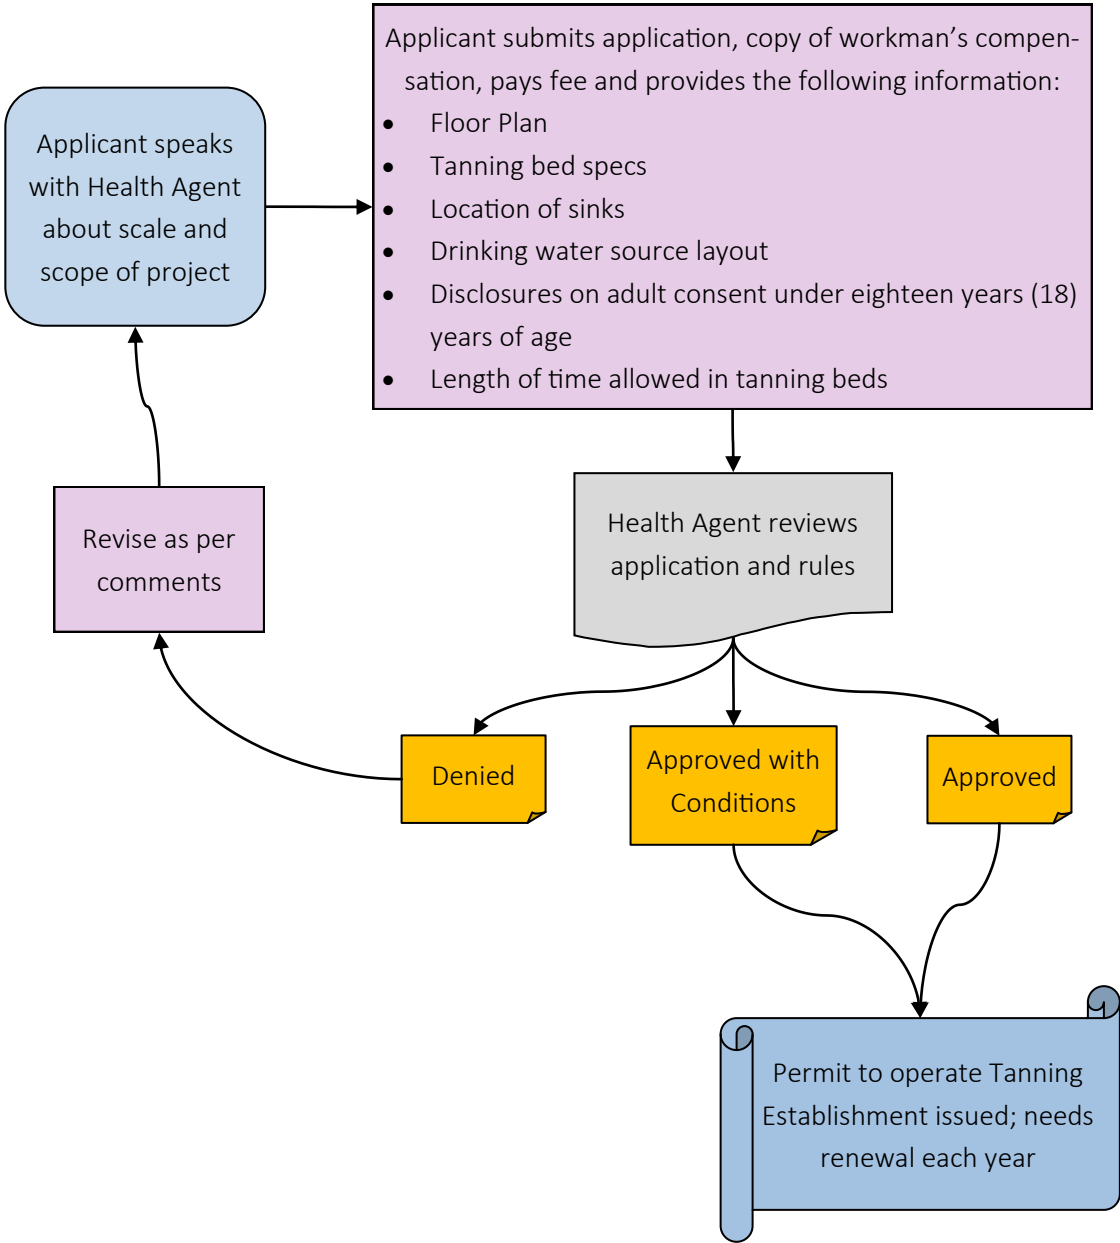 Applicant speaks
with Health Agent
about scale and
scope of project
Applicant submits application, copy of workman’s compen-
sation, pays fee and provides the following information:
• Floor Plan
• Tanning bed specs
• Location of sinks
• Drinking water source layout
• Disclosures on adult consent under eighteen years (18)
years of age
• Length of time allowed in tanning beds
Health Agent reviews
application and rules
Revise as per
comments
Denied
Approved with
Conditions
Approved
Permit to operate Tanning
Establishment issued; needs
renewal each year